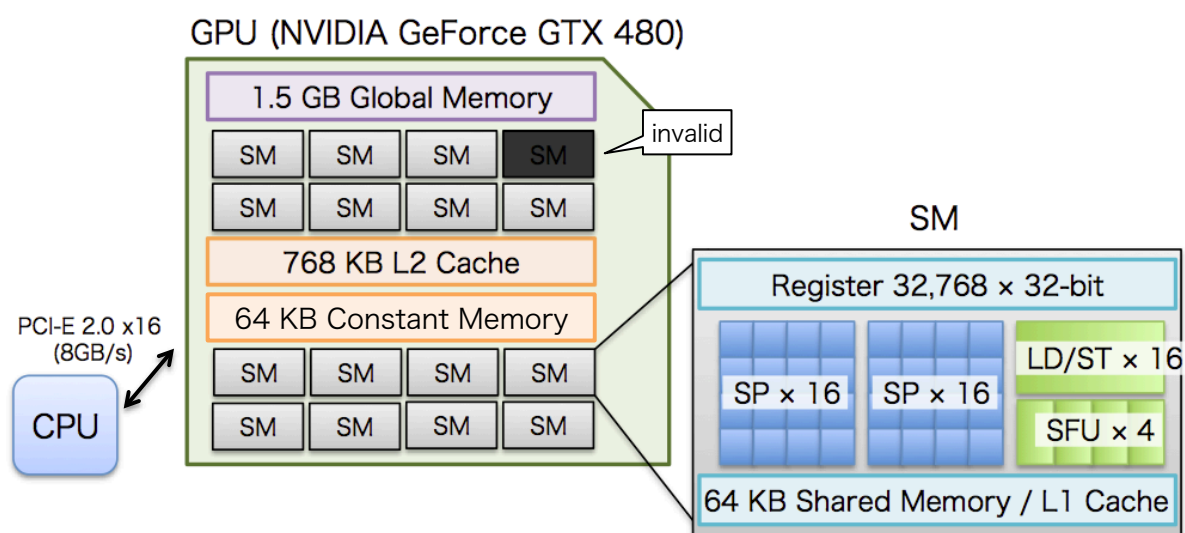 GPU (NVIDIA GeForce GTX 480)
1.5 GB Global Memory
invalid
SM SM SM SM
SM SM SM SM
768 KB L2 Cache
64 KB Constant Memory
SM SM SM SM
SM SM SM SM
PCI-E 2.0 x16
(8GB/s)
CPU
SM
Register 32,768 × 32-bit
SP × 16
SP × 16
LD/ST × 16
SFU × 4
64 KB Shared Memory / L1 Cache